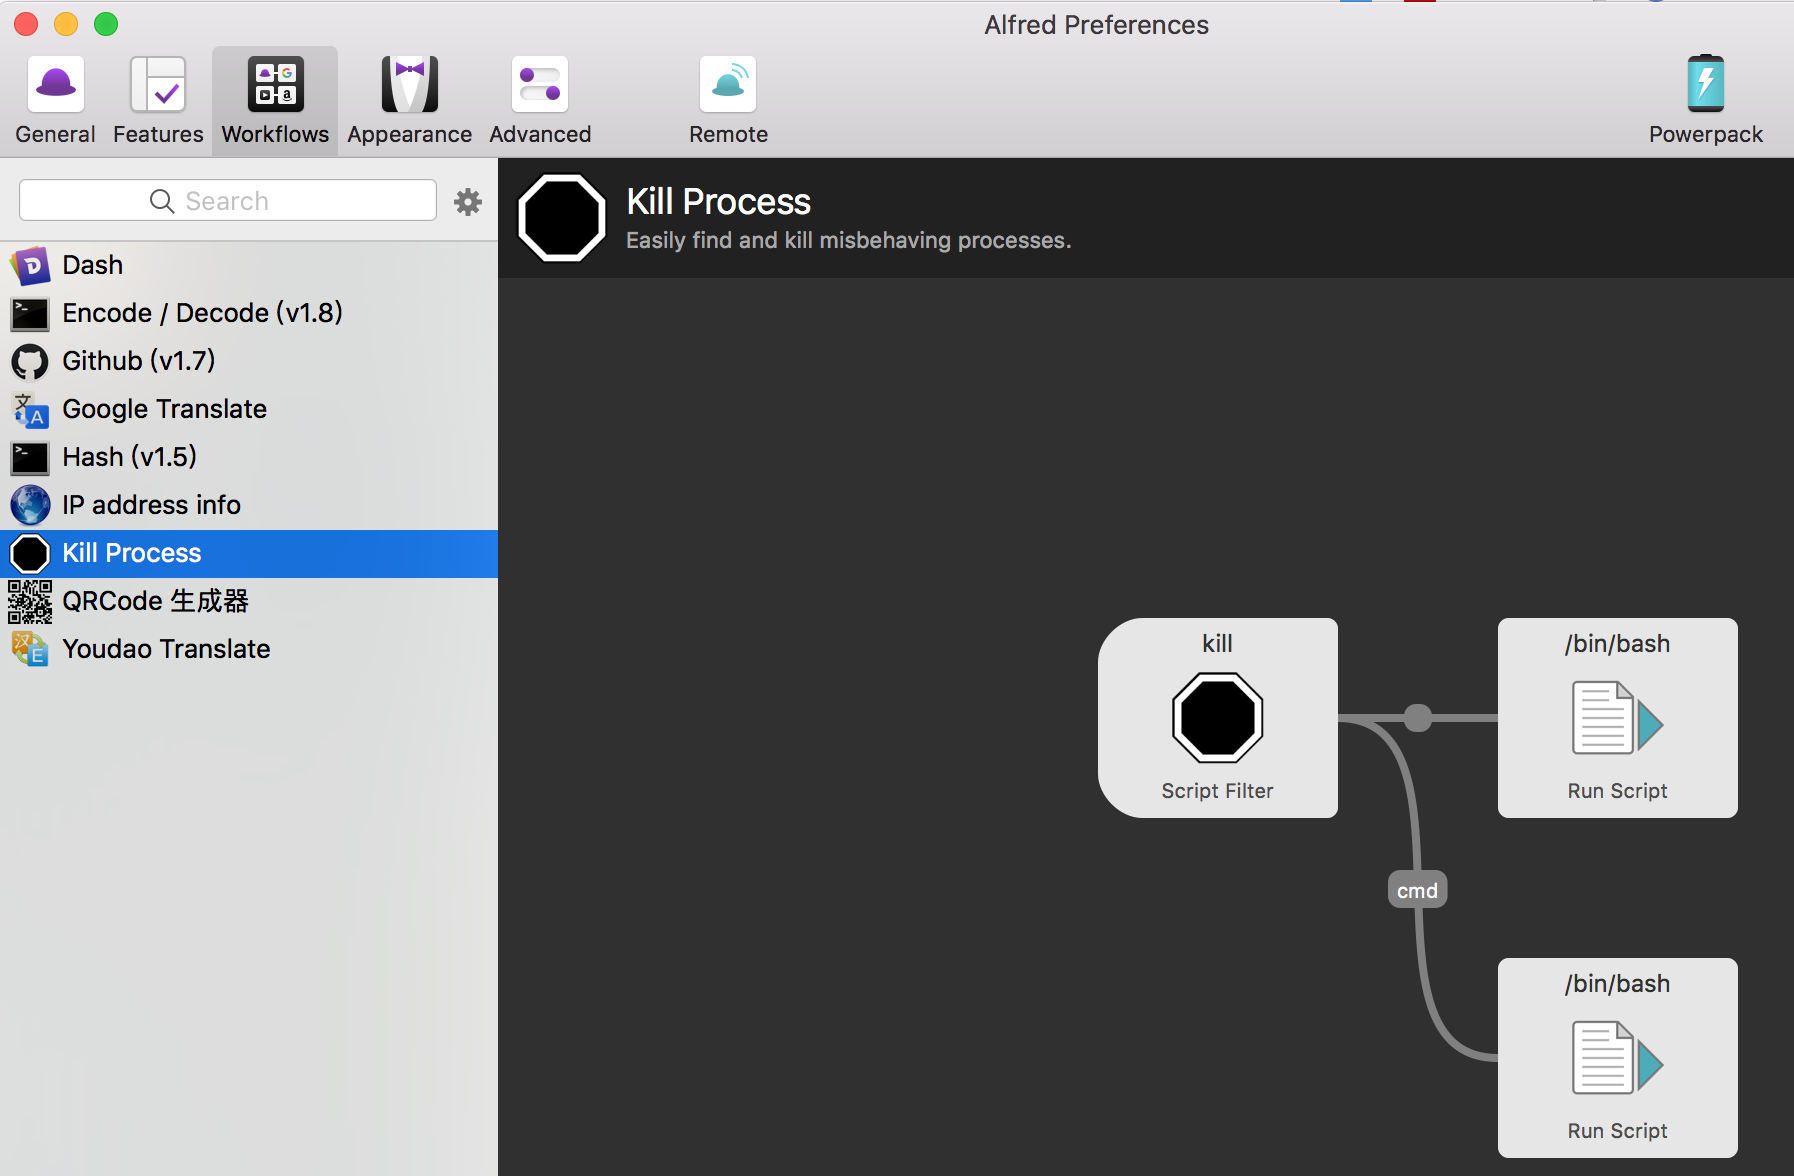 Alfred Preferences
General
Features
Workflows
Appearance
Advanced
Remote
Powerpack
Search
Dash
Encode / Decode (v1.8)
Github (v1.7)
Google Translate
Hash (v1.5)
IP address info
Kill Process
QRCode 生成器
Youdao Translate
Kill Process
Easily find and kill misbehaving processes.
kill
Script Filter
/bin/bash
Run Script
cmd
/bin/bash
Run Script